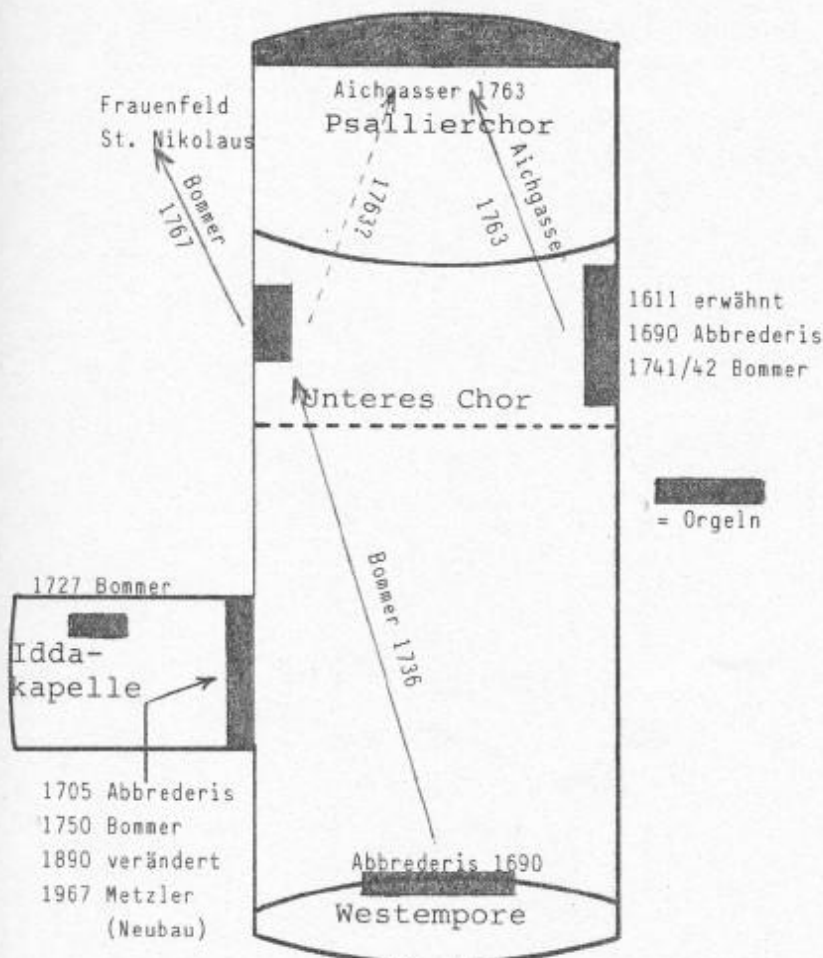 Aichgasser 1763
Psallierchor
Frauenfeld
St. Nikolaus
Bommer
1767
1763?
Aichgasser
1763
1611 erwähnt
1690 Abbrederis
1741/42 Bommer
Unteres Chor
= Orgeln
Bommer 1736
1727 Bommer
Idda-
kapelle
1705 Abbrederis
1750 Bommer
1890 verändert
1967 Metzler
(Neubau)
Abbrederis 1690
Westempore